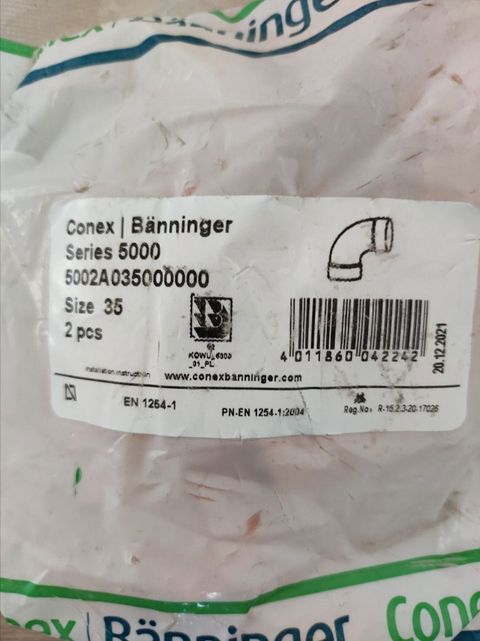 Conex | Bänninger
Conex | Bänninger
Series 5000
5002A035000000
Size 35
2 pcs
KOWU_5003
_01_PL
4 011860 042242
20.12.2021
installation instruction
www.conexbanninger.com
EN 1254-1
PN-EN 1254-1:2004
Reg.No.: R-15.2.3-20-17026
Conex | Bänninger Conex